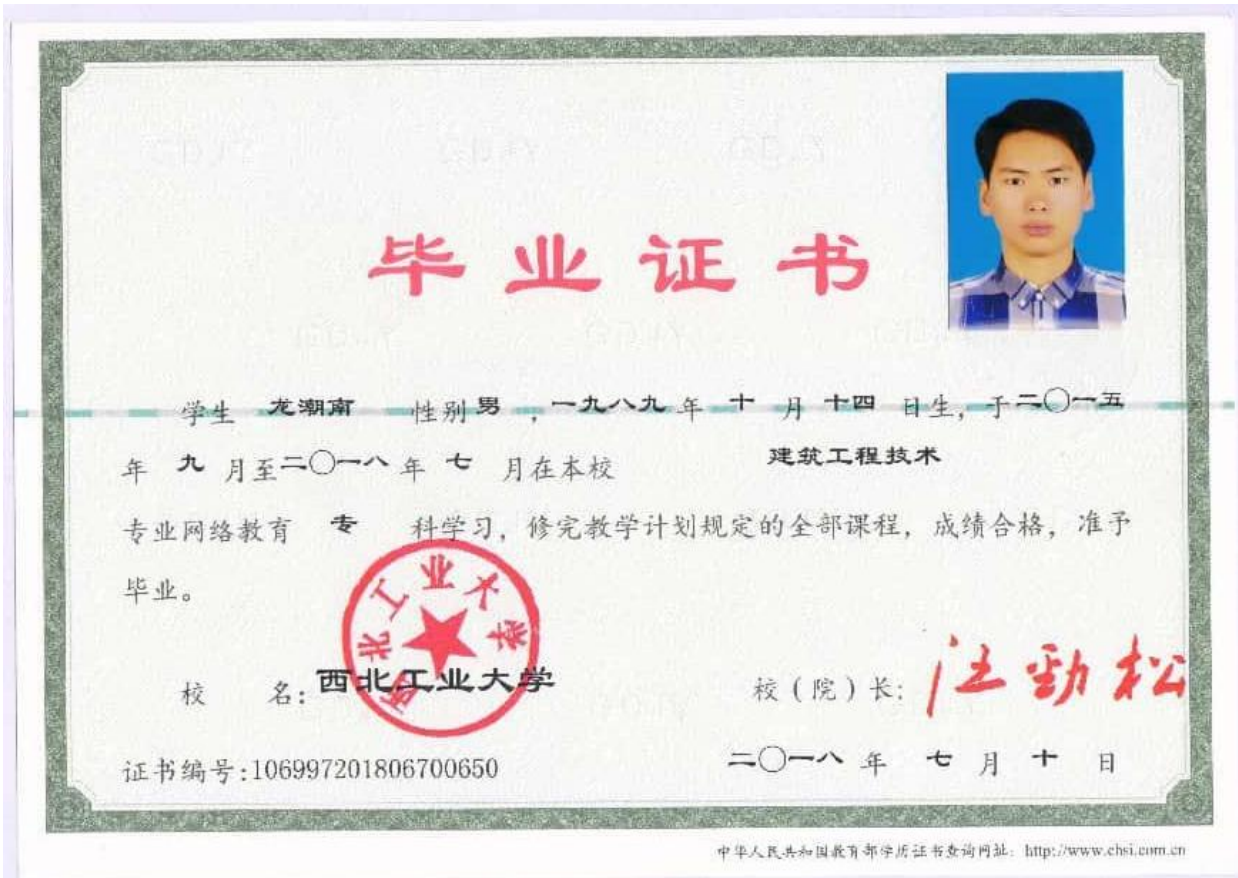 毕业证书
学生 龙潮南 性别 男 ,一九八九 年 十 月 十四 日生, 于二〇一五
年 九 月至二〇一八 年 七 月在本校 建筑工程技术
专业网络教育 专 科学习, 修完教学计划规定的全部课程, 成绩合格, 准予
毕业。
西北工业大学
校 名: 西北工业大学
校(院)长: 汪劲松
证书编号:106997201806700650
二〇一八 年 七 月 十 日
中华人民共和国教育部学历证书查询网址: http://www.chsi.com.cn